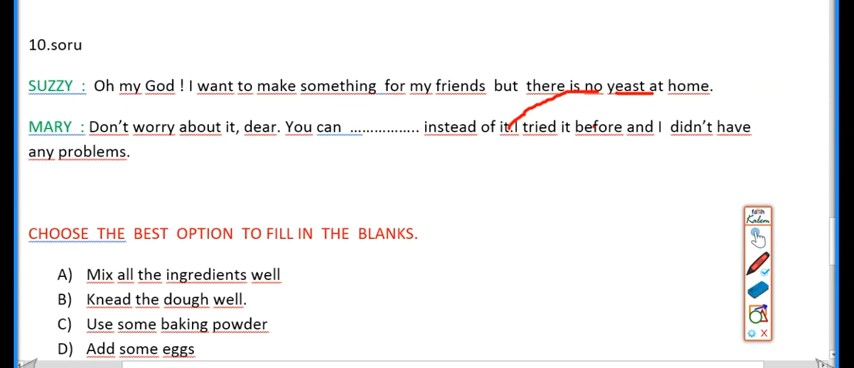 10.soru
SUZZY : Oh my God ! I want to make something for my friends but there is no yeast at home.
MARY : Don't worry about it, dear. You can ................ instead of it.I tried it before and I didn't have
any problems.
CHOOSE THE BEST OPTION TO FILL IN THE BLANKS.
A) Mix all the ingredients well
B) Knead the dough well.
C) Use some baking powder
D) Add some eggs
Fatih
Kalem